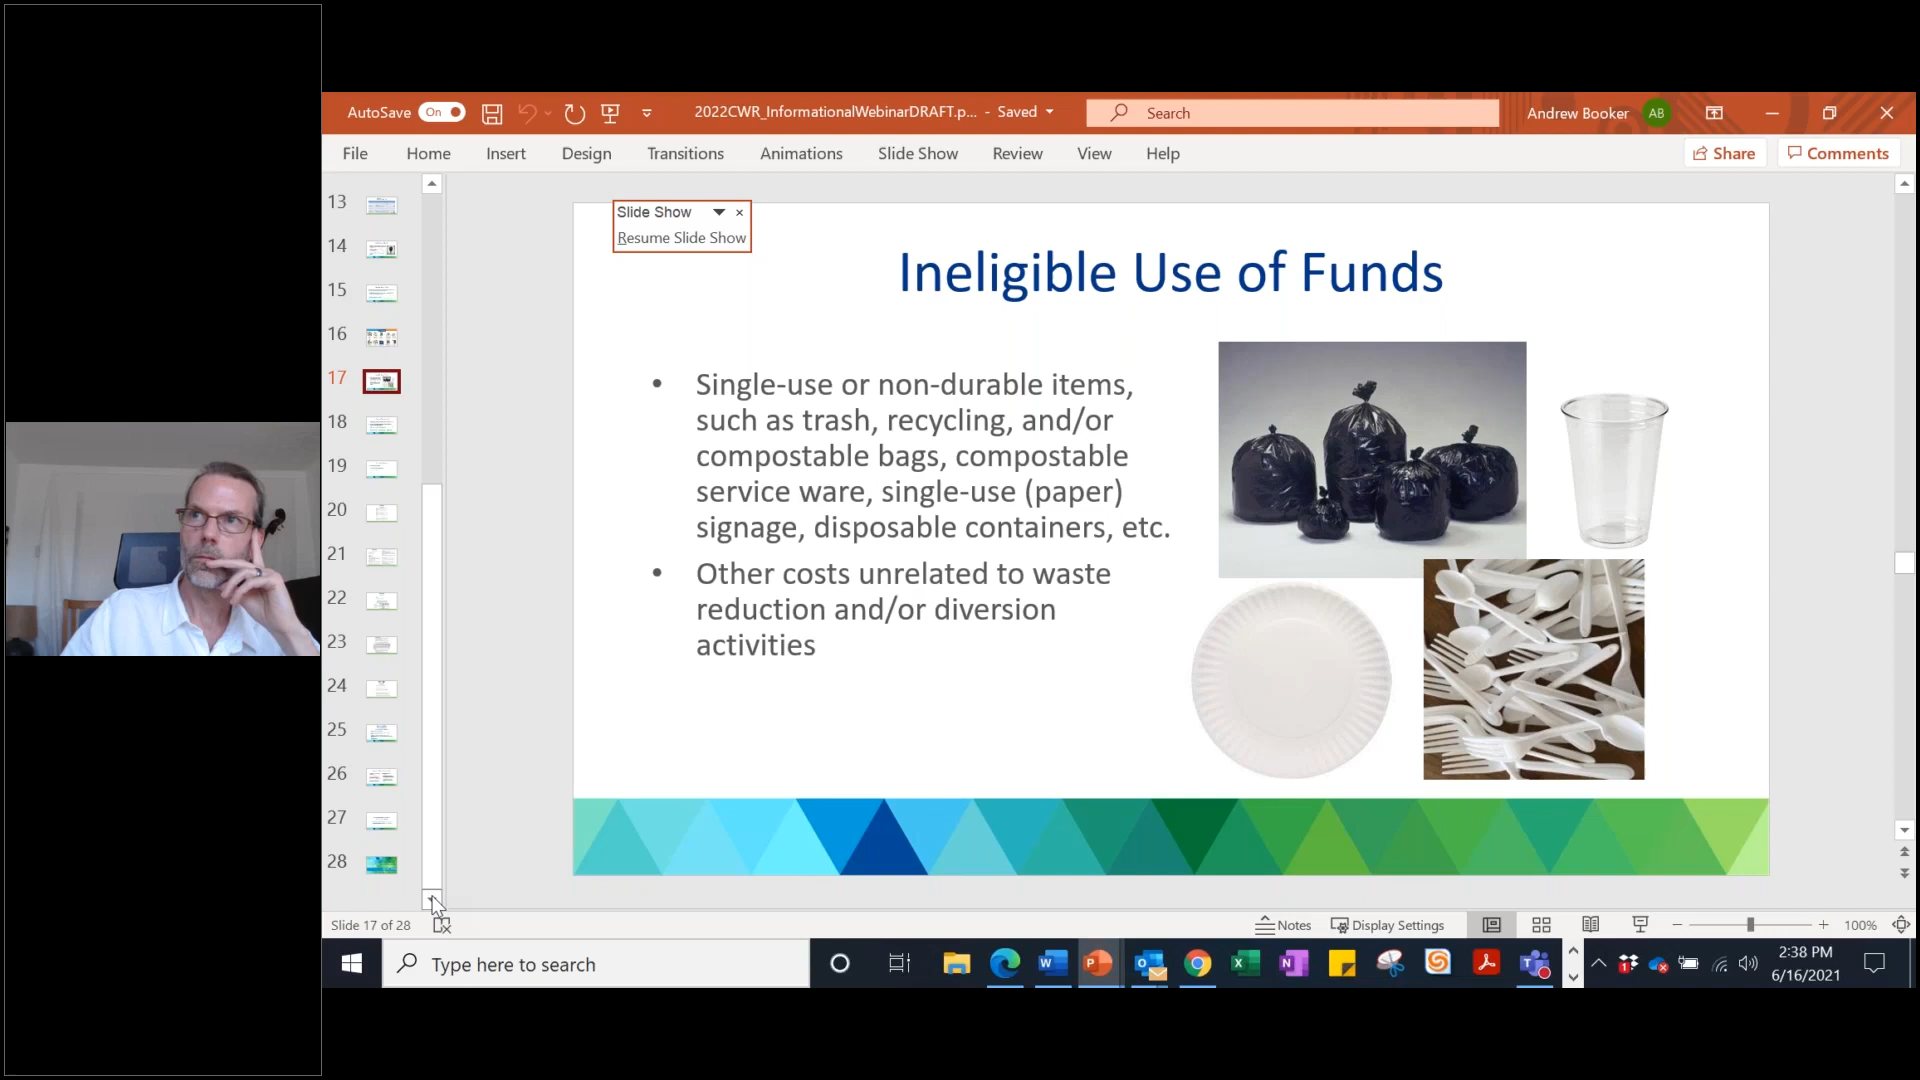 AutoSave On 2022CWR_InformationalWebinarDRAFT.p... - Saved Search Andrew Booker AB
File Home Insert Design Transitions Animations Slide Show Review View Help Share Comments
13
14
15
16
17
18
19
20
21
22
23
24
25
26
27
28
Slide Show
Resume Slide Show
Ineligible Use of Funds
• Single-use or non-durable items,
such as trash, recycling, and/or
compostable bags, compostable
service ware, single-use (paper)
signage, disposable containers, etc.
• Other costs unrelated to waste
reduction and/or diversion
activities
Slide 17 of 28 Notes Display Settings 100%
Type here to search
2:38 PM
6/16/2021